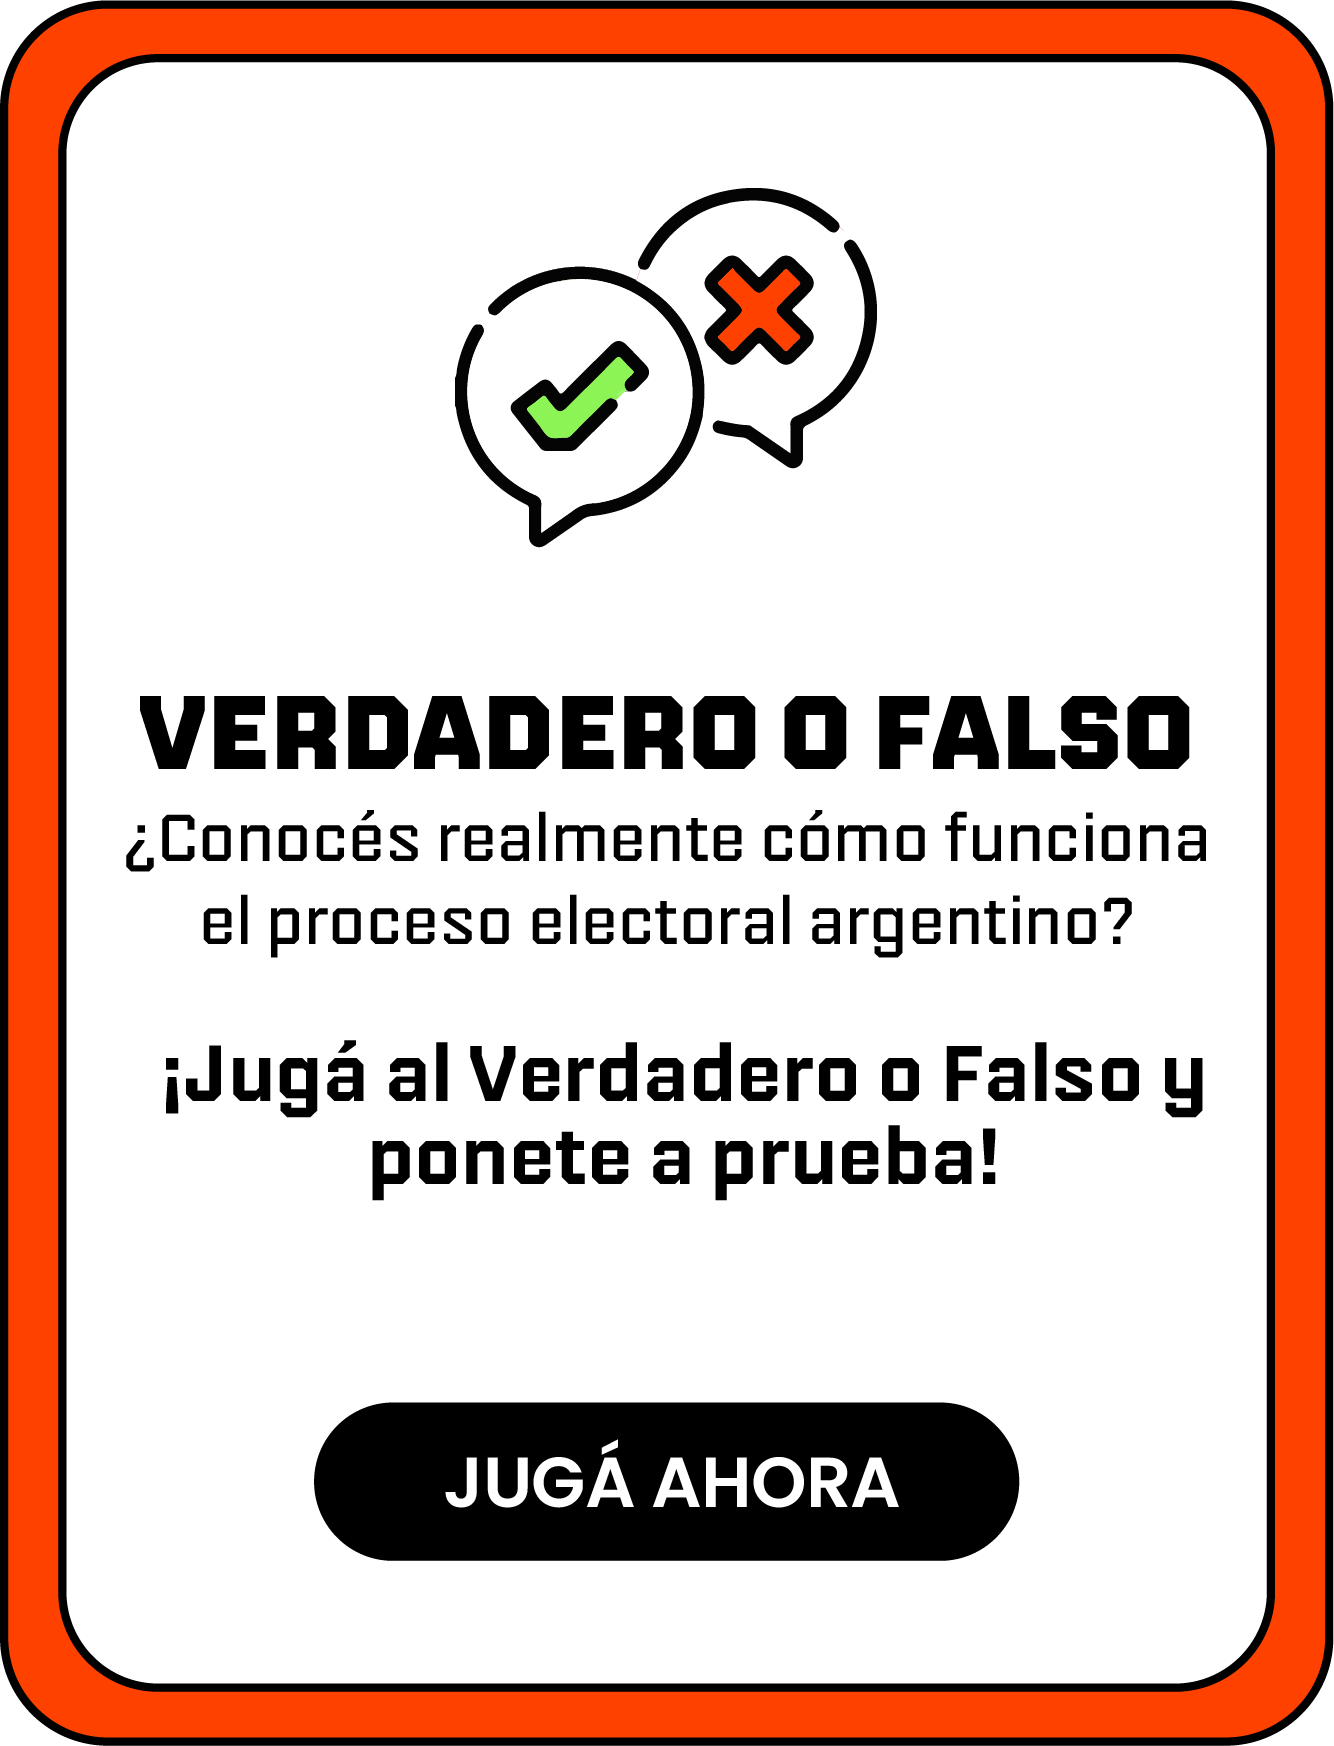 VERDADERO O FALSO
¿Conocés realmente cómo funciona
el proceso electoral argentino?
¡Jugá al Verdadero o Falso y
ponete a prueba!
JUGÁ AHORA